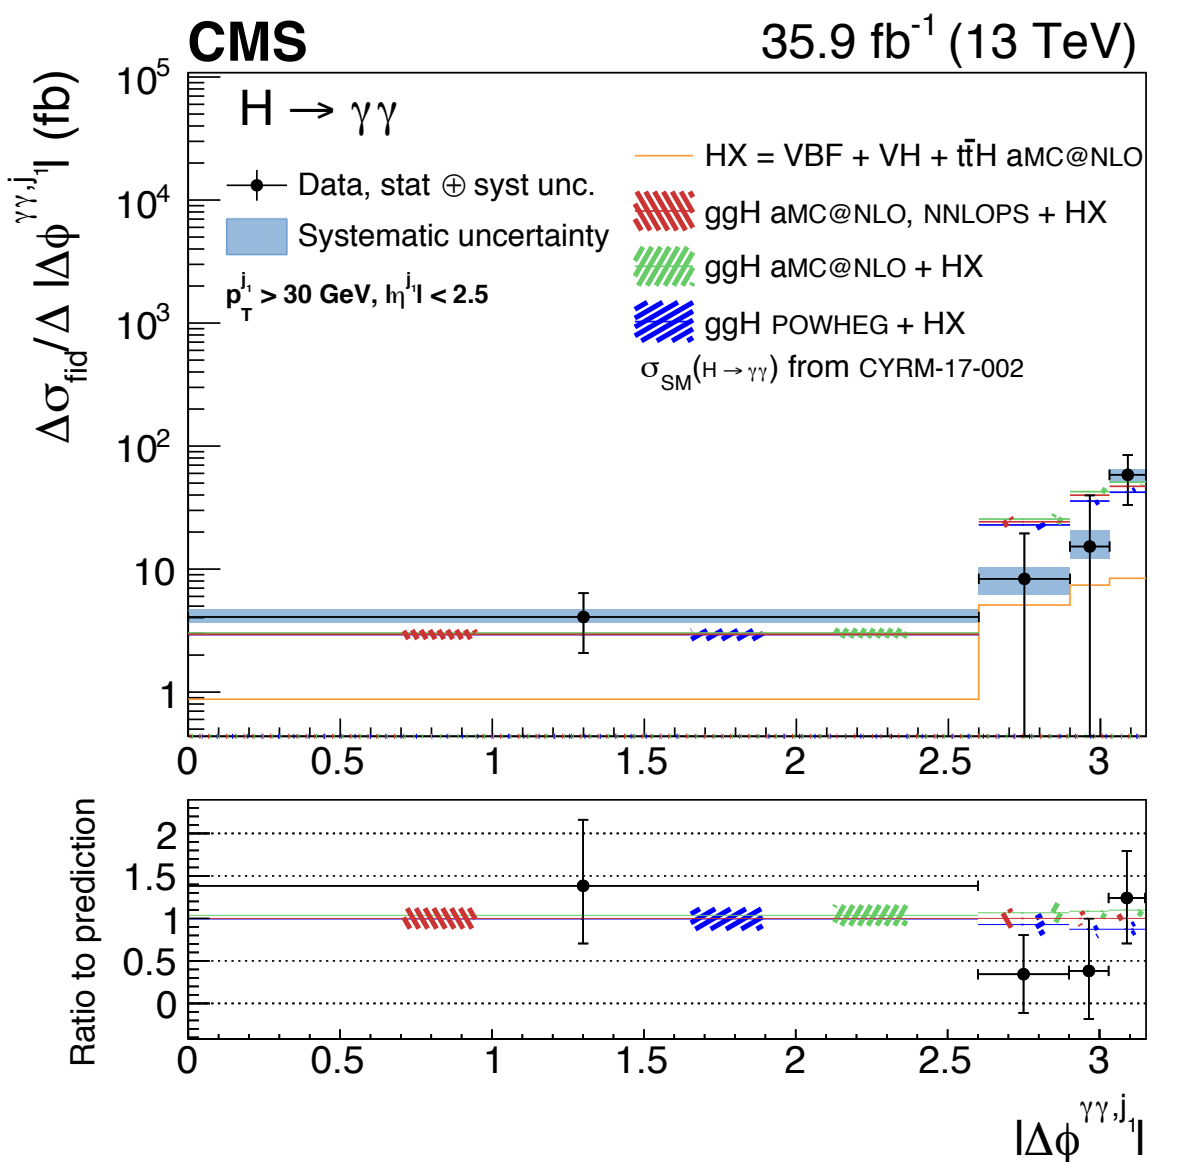 CMS 35.9 fb⁻¹ (13 TeV)
Δσ_fid/Δ |Δϕ^γγ,j₁| (fb)
10⁵
10⁴
10³
10²
10
1
H → γγ
Data, stat ⊕ syst unc.
Systematic uncertainty
p_T^j₁ > 30 GeV, |η^j₁| < 2.5
HX = VBF + VH + tt̄H aMC@NLO
ggH aMC@NLO, NNLOPS + HX
ggH aMC@NLO + HX
ggH POWHEG + HX
σ_SM(H → γγ) from CYRM-17-002
0 0.5 1 1.5 2 2.5 3
Ratio to prediction
2
1.5
1
0.5
0
0 0.5 1 1.5 2 2.5 3
|Δϕ^γγ,j₁|